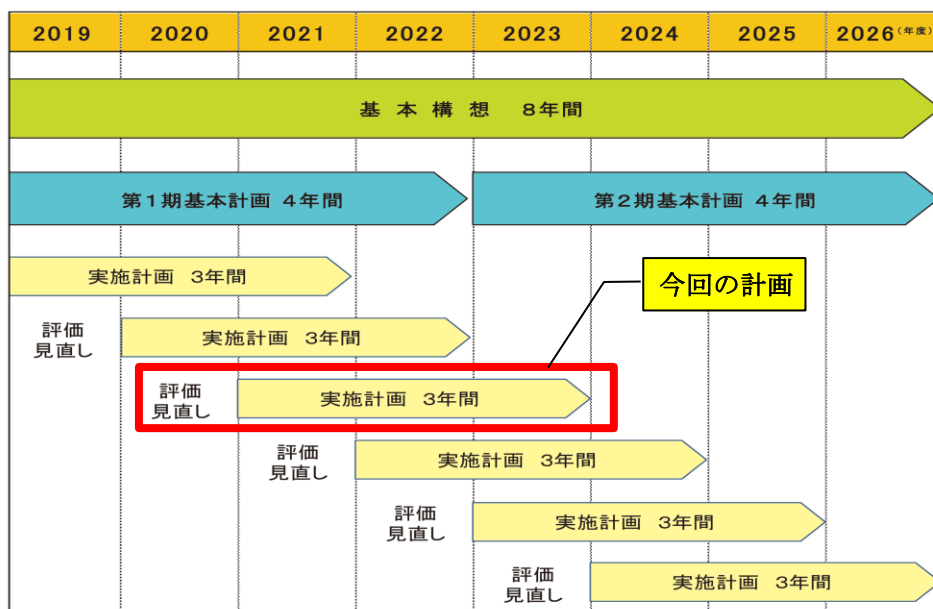 2019 2020 2021 2022 2023 2024 2025 2026(年度)
基本構想 8年間
第1期基本計画 4年間 第2期基本計画 4年間
実施計画 3年間
今回の計画
評価
見直し
実施計画 3年間
評価
見直し
実施計画 3年間
評価
見直し
実施計画 3年間
評価
見直し
実施計画 3年間
評価
見直し
実施計画 3年間